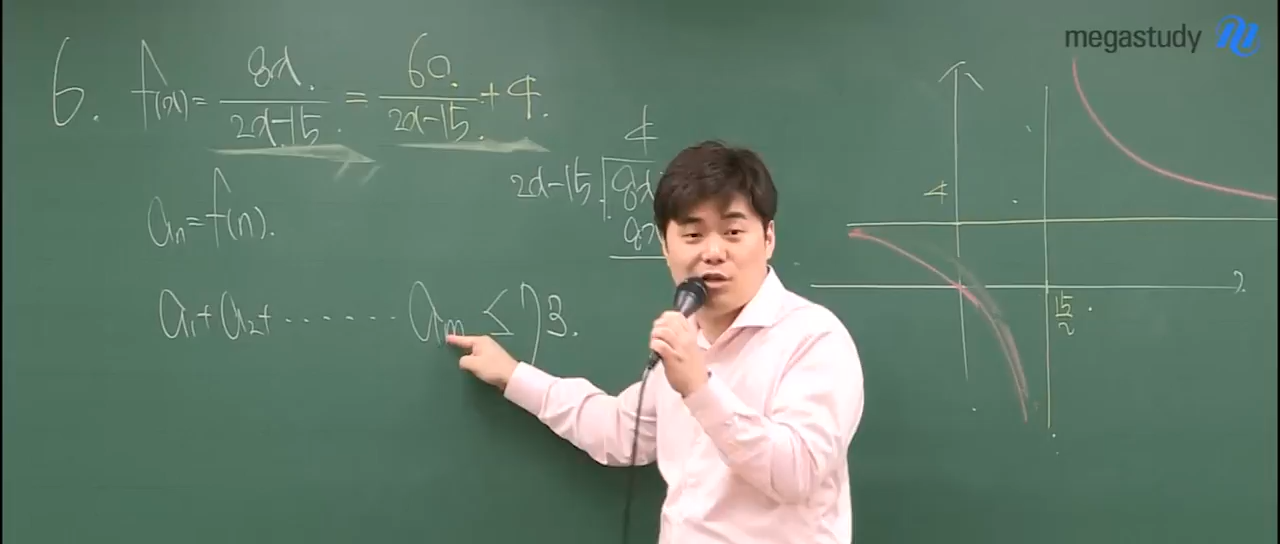 megastudy
6. f(x) = 8x / 2x-15 = 60 / 2x-15 + 4.
4
2x-15 8x
8x
aₙ = f(n).
a₁+a₂+ ...... aₘ ≤ 73.
4
15/2
x